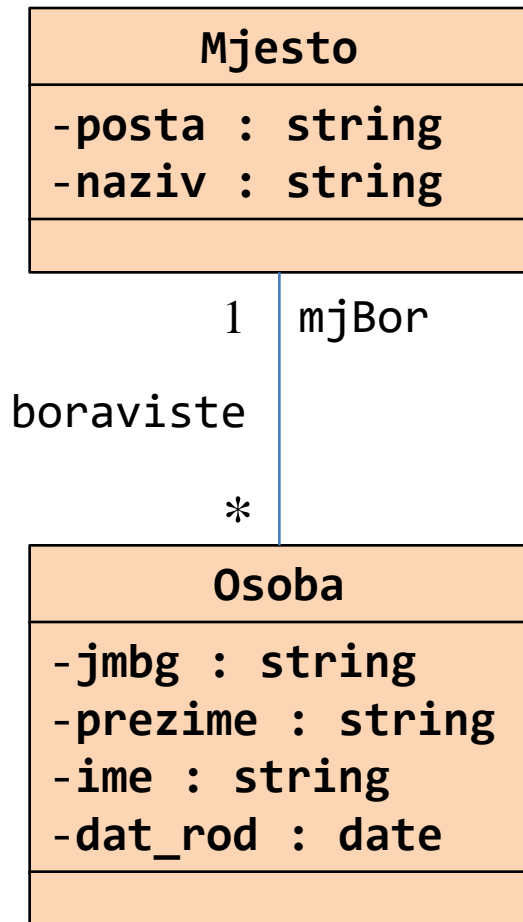 Mjesto
-posta : string
-naziv : string
1 mjBor
boraviste
*
Osoba
-jmbg : string
-prezime : string
-ime : string
-dat_rod : date